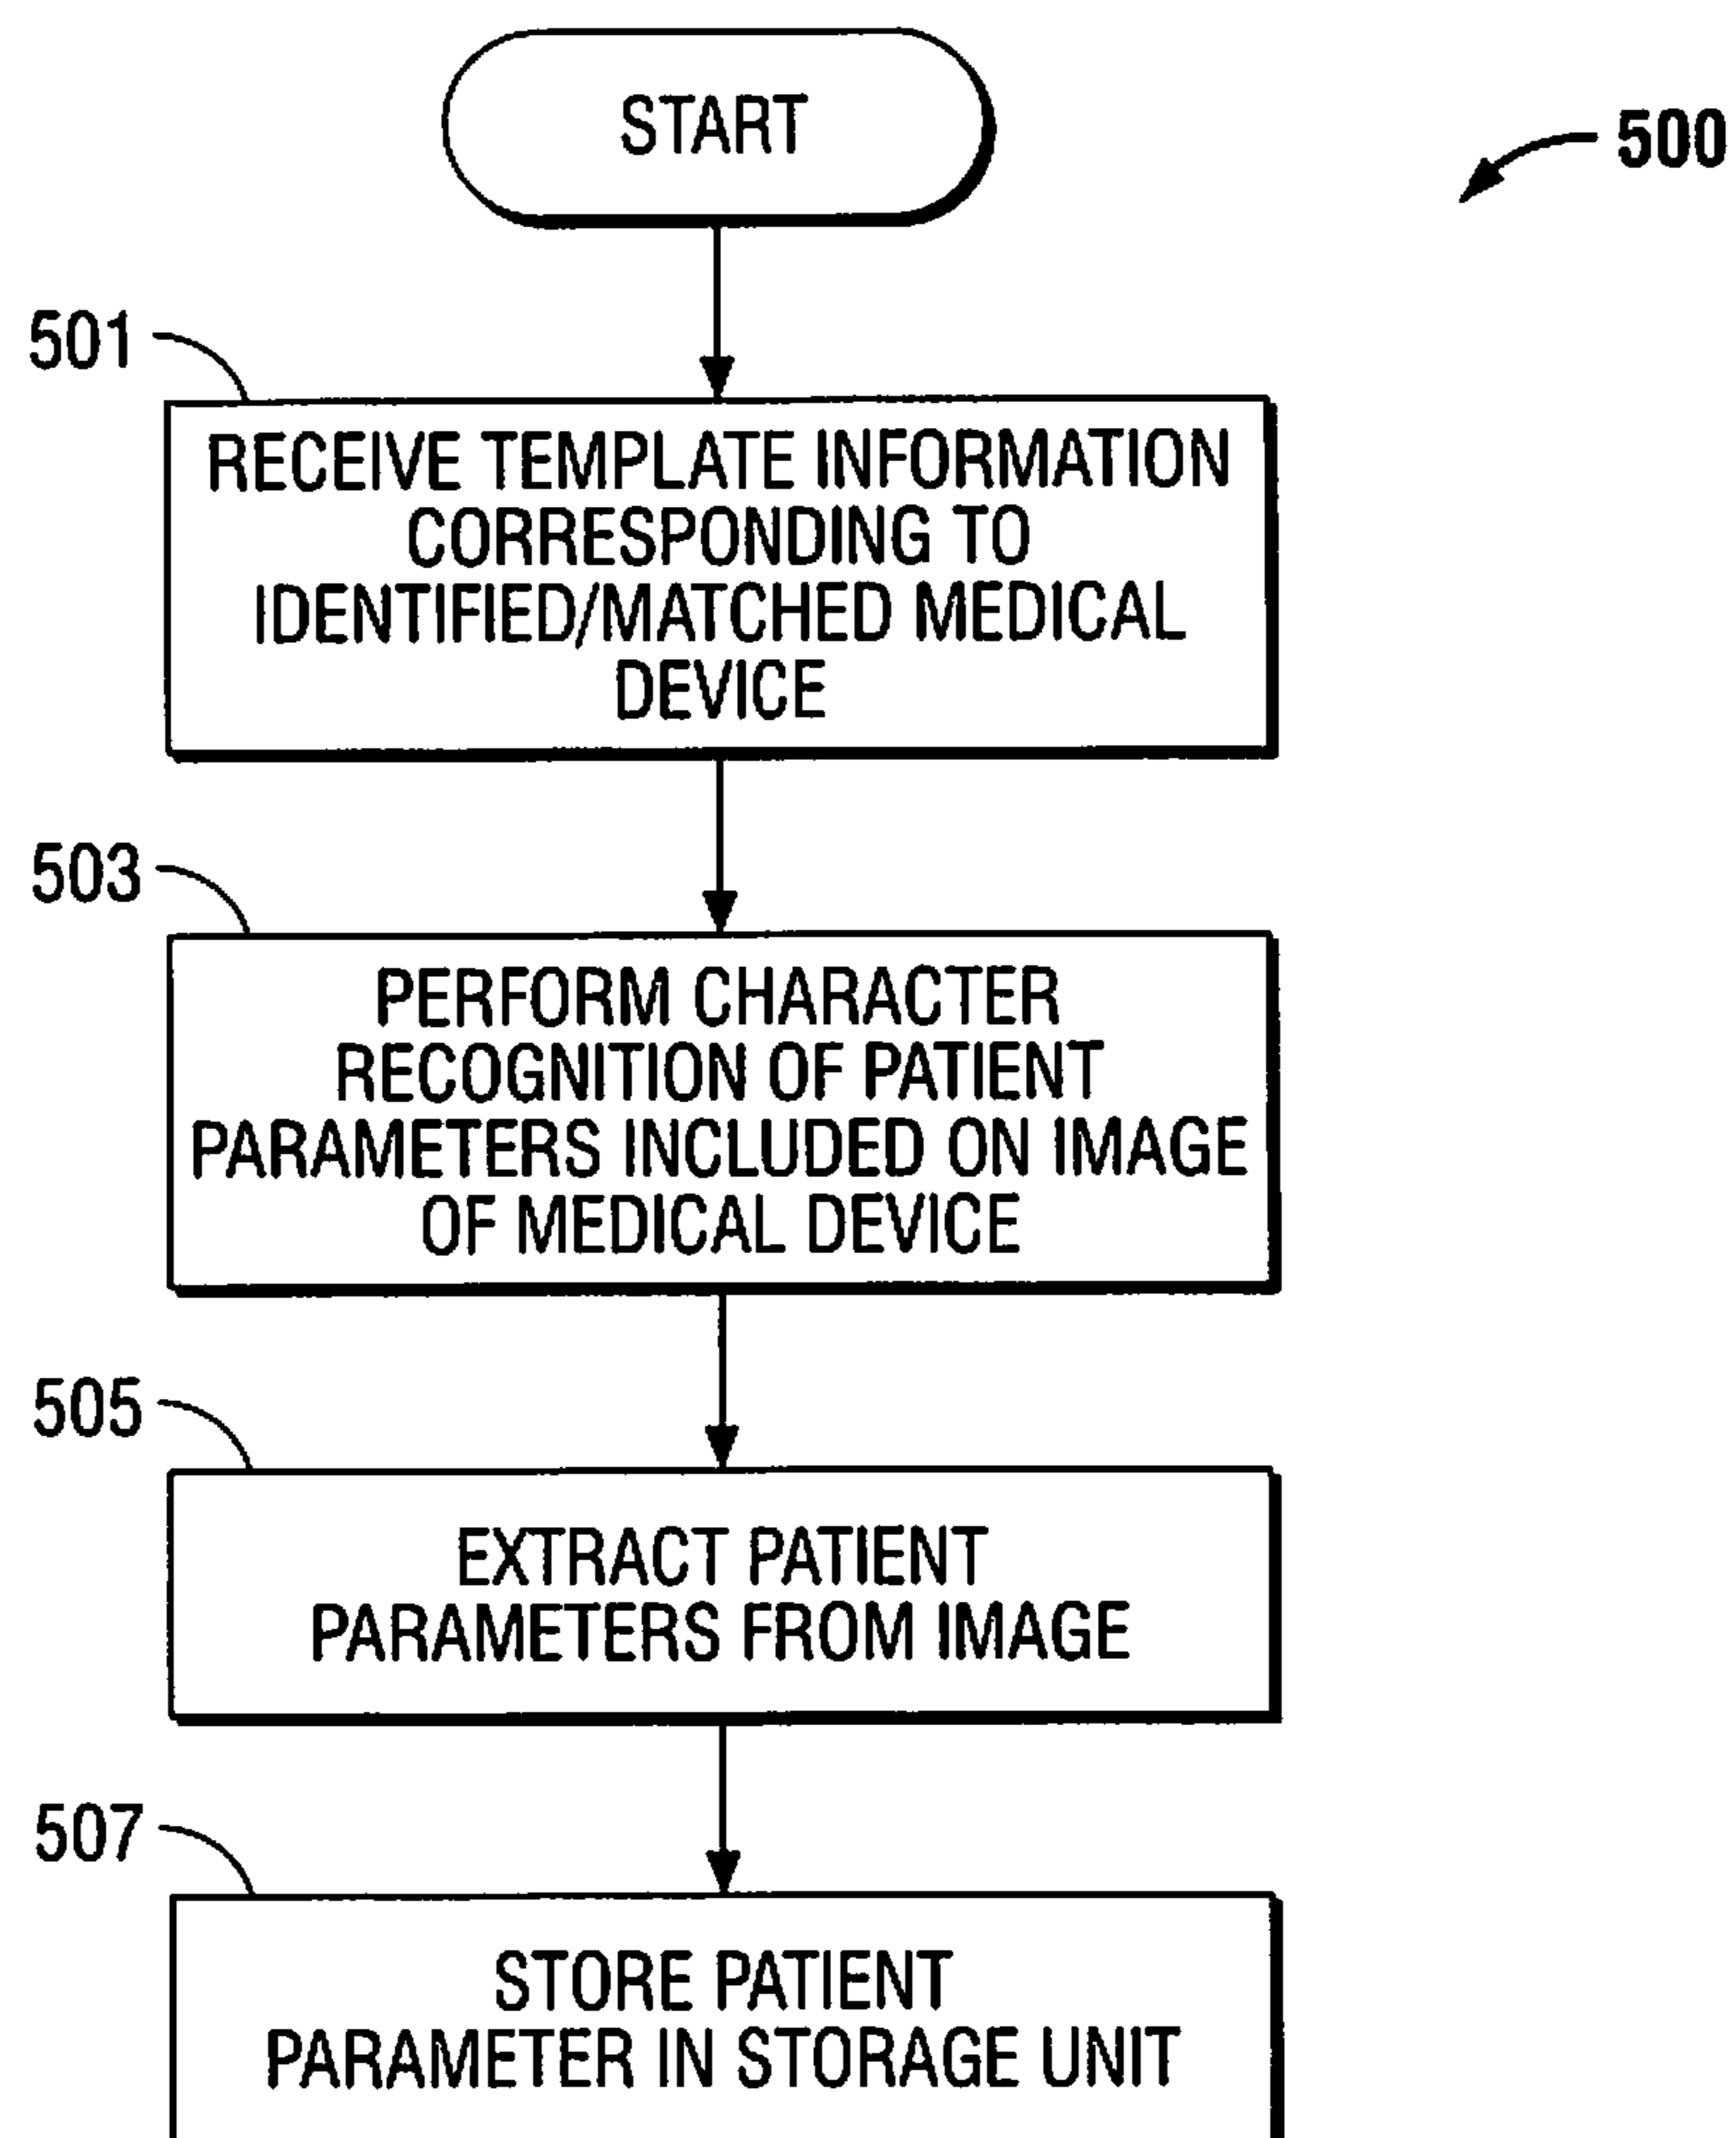 START
500
501
RECEIVE TEMPLATE INFORMATION
CORRESPONDING TO
IDENTIFIED/MATCHED MEDICAL
DEVICE
503
PERFORM CHARACTER
RECOGNITION OF PATIENT
PARAMETERS INCLUDED ON IMAGE
OF MEDICAL DEVICE
505
EXTRACT PATIENT
PARAMETERS FROM IMAGE
507
STORE PATIENT
PARAMETER IN STORAGE UNIT